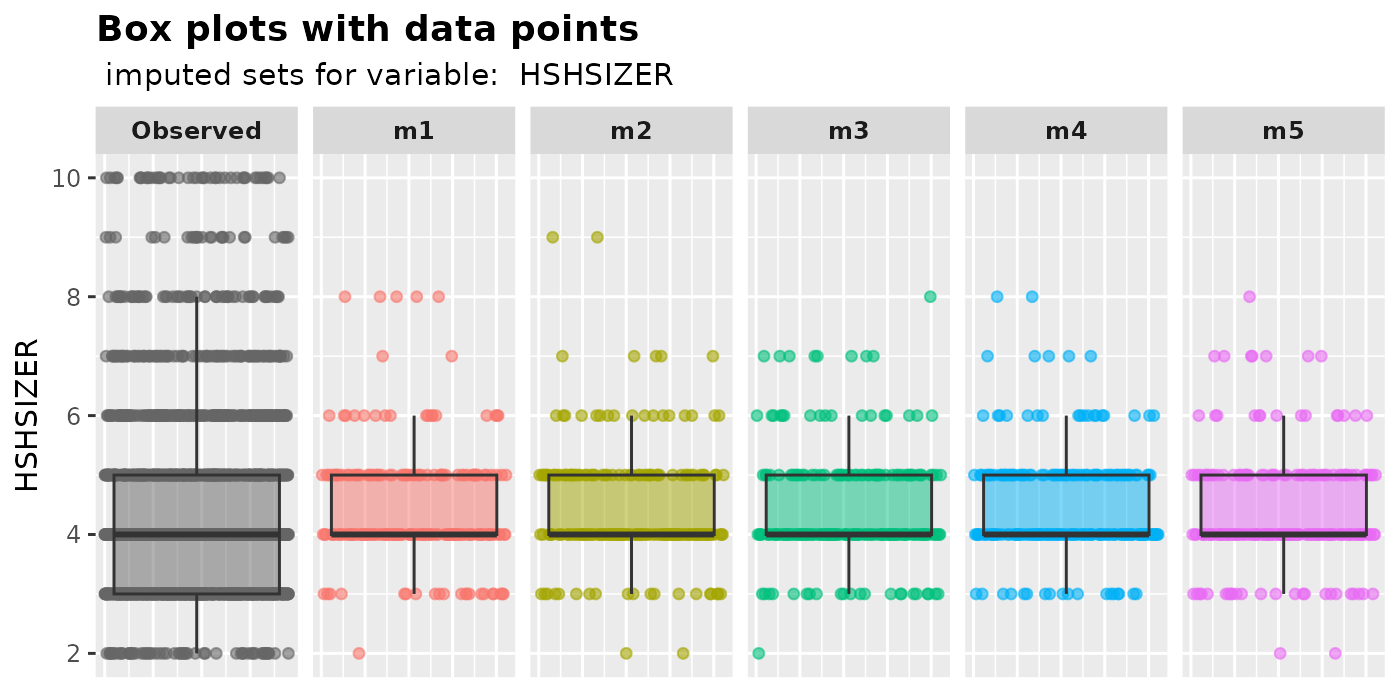 Box plots with data points
imputed sets for variable:  HSHSIZER
Observed m1 m2 m3 m4 m5
10
8
6
4
2
HSHSIZER